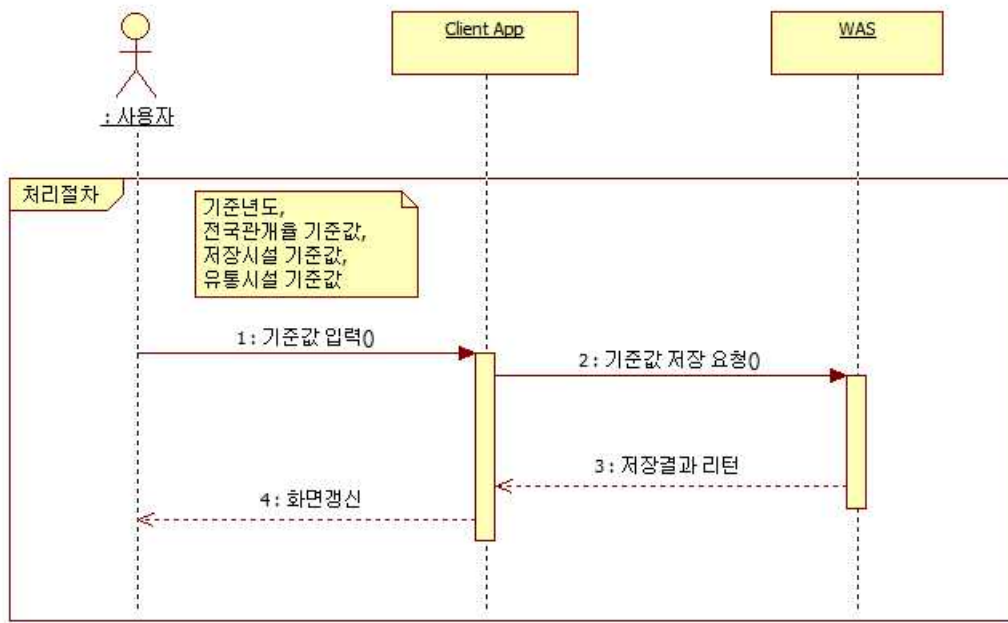 Client App
WAS
: 사용자
처리절차
기준년도,
전국관개율 기준값,
저장시설 기준값,
유통시설 기준값
1 : 기준값 입력()
2 : 기준값 저장 요청()
3 : 저장결과 리턴
4 : 화면갱신